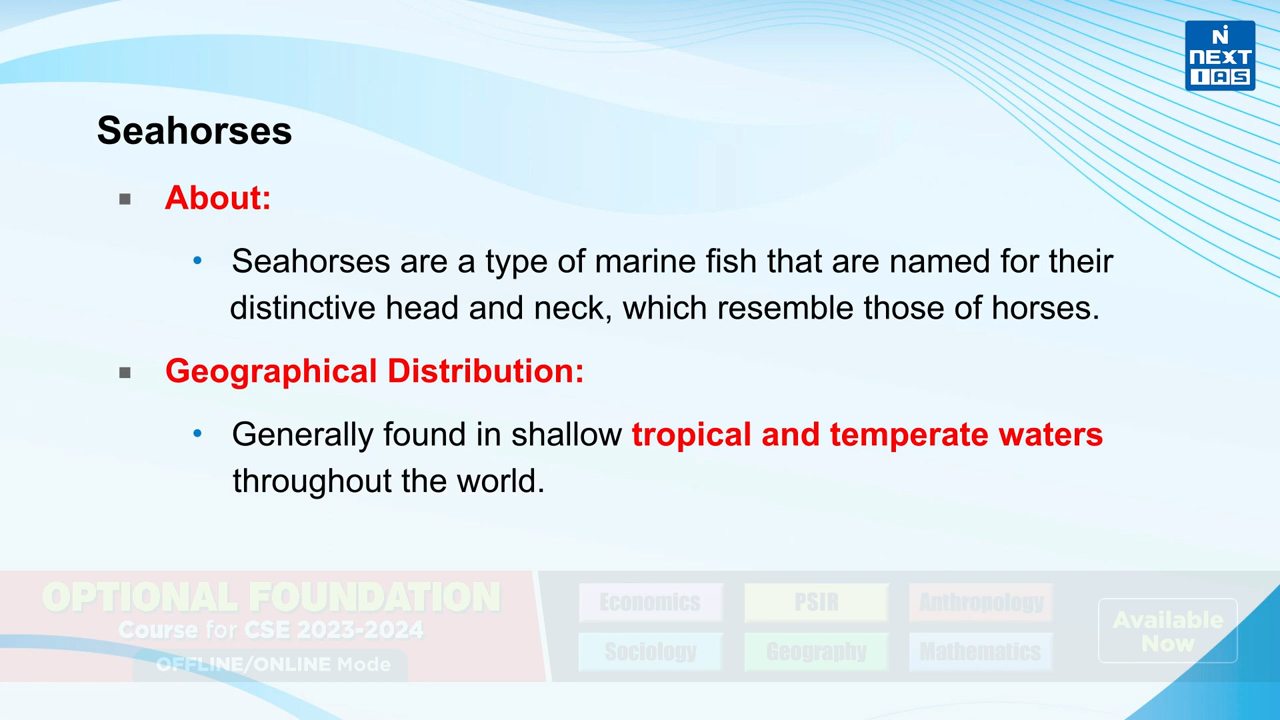 N
NEXT
IAS
Seahorses
▪ About:
• Seahorses are a type of marine fish that are named for their
distinctive head and neck, which resemble those of horses.
▪ Geographical Distribution:
• Generally found in shallow tropical and temperate waters
throughout the world.
OPTIONAL FOUNDATION
Course for CSE 2023-2024
OFFLINE/ONLINE Mode
Economics PSIR Anthropology
Sociology Geography Mathematics
Available
Now